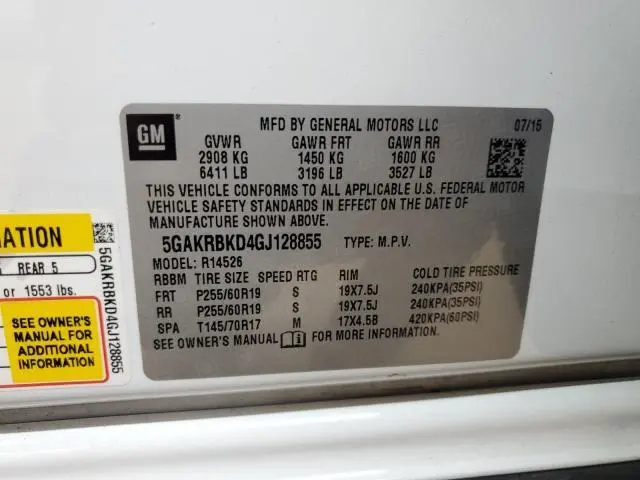 GM
MFD BY GENERAL MOTORS LLC 07/15
GVWR GAWR FRT GAWR RR
2908 KG 1450 KG 1600 KG
6411 LB 3196 LB 3527 LB
THIS VEHICLE CONFORMS TO ALL APPLICABLE U.S. FEDERAL MOTOR
VEHICLE SAFETY STANDARDS IN EFFECT ON THE DATE OF
MANUFACTURE SHOWN ABOVE.
5GAKRBKD4GJ128855 TYPE: M.P.V.
MODEL: R14526
RBBM TIRE SIZE SPEED RTG RIM COLD TIRE PRESSURE
FRT P255/60R19 S 19X7.5J 240KPA(35PSI)
RR P255/60R19 S 19X7.5J 240KPA(35PSI)
SPA T145/70R17 M 17X4.5B 420KPA(60PSI)
SEE OWNER'S MANUAL FOR MORE INFORMATION.
MATION
REAR 5
or 1553 lbs.
SEE OWNER'S
MANUAL FOR
ADDITIONAL
INFORMATION
5GAKRBKD4GJ128855